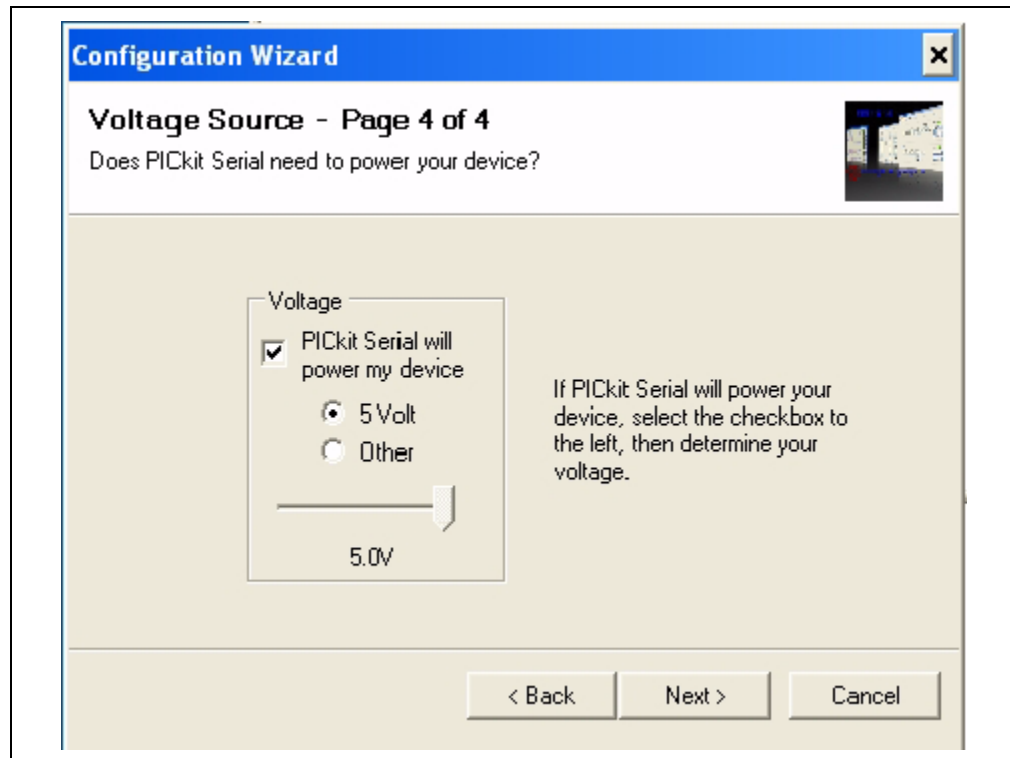 Configuration Wizard
Voltage Source - Page 4 of 4
Does PICkit Serial need to power your device?
Voltage
PICkit Serial will
power my device
5 Volt
Other
5.0V
If PICkit Serial will power your
device, select the checkbox to
the left, then determine your
voltage.
< Back
Next >
Cancel